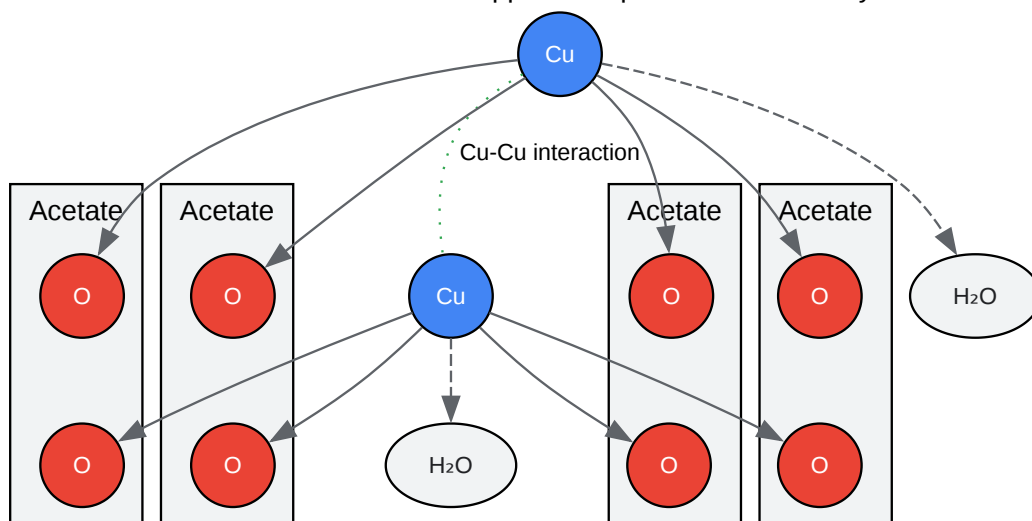 Cu
Cu-Cu interaction
Acetate Acetate Acetate Acetate
O O Cu O O H₂O
O O H₂O O O